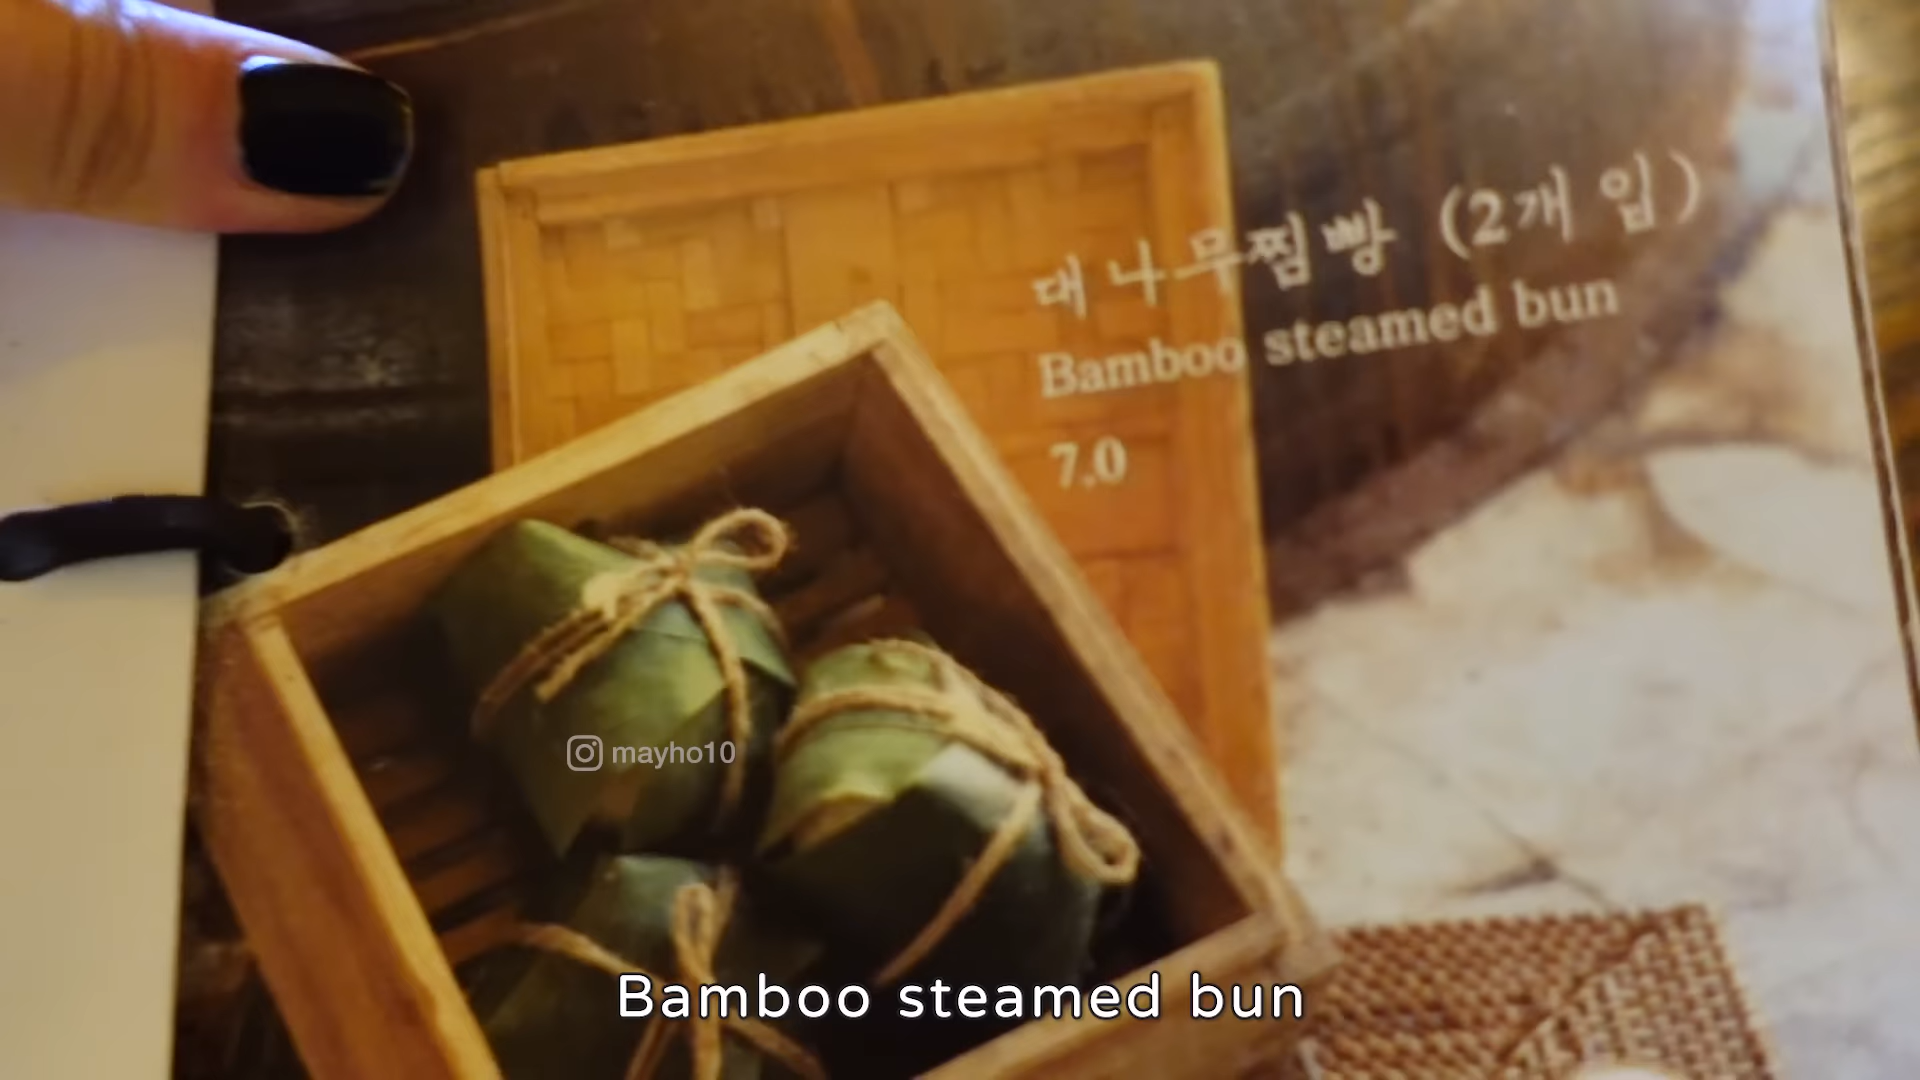 대나무찜빵 (2개 입)
Bamboo steamed bun
7.0
mayho10
Bamboo steamed bun